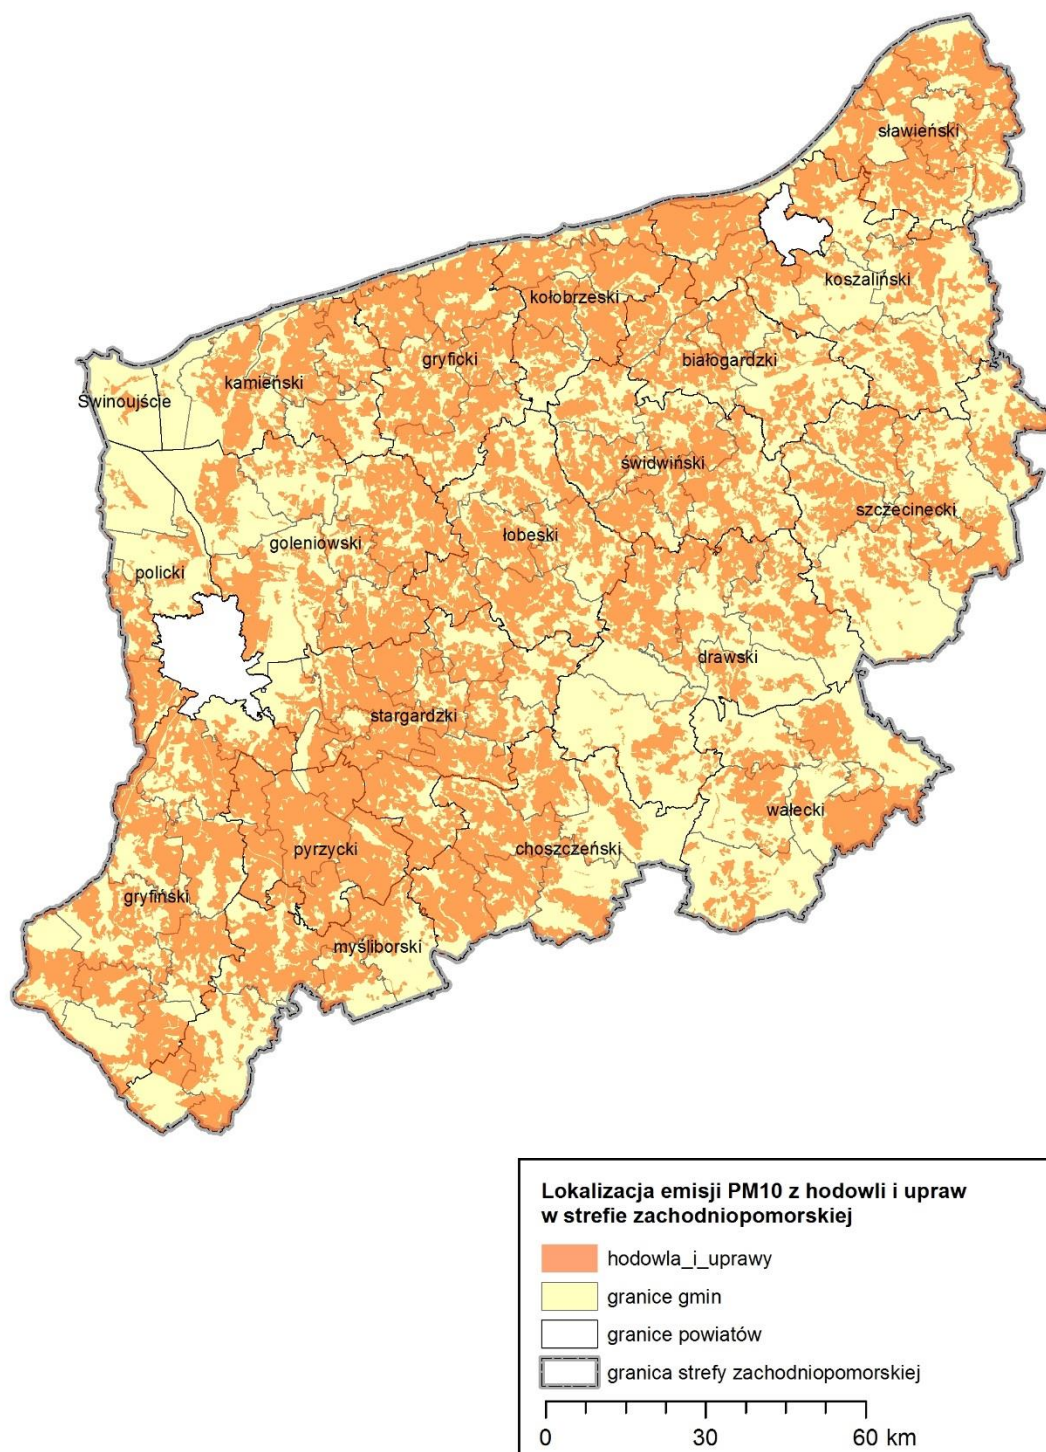 sławieński
koszaliński
kołobrzeski
białogardzki
gryficki
kamieński
Świnoujście
świdwiński
szczecinecki
łobeski
goleniowski
policki
drawski
stargardzki
wałecki
choszczeński
pyrzycki
gryfiński
myśliborski
Lokalizacja emisji PM10 z hodowli i upraw
w strefie zachodniopomorskiej
hodowla_i_uprawy
granice gmin
granice powiatów
granica strefy zachodniopomorskiej
0 30 60 km